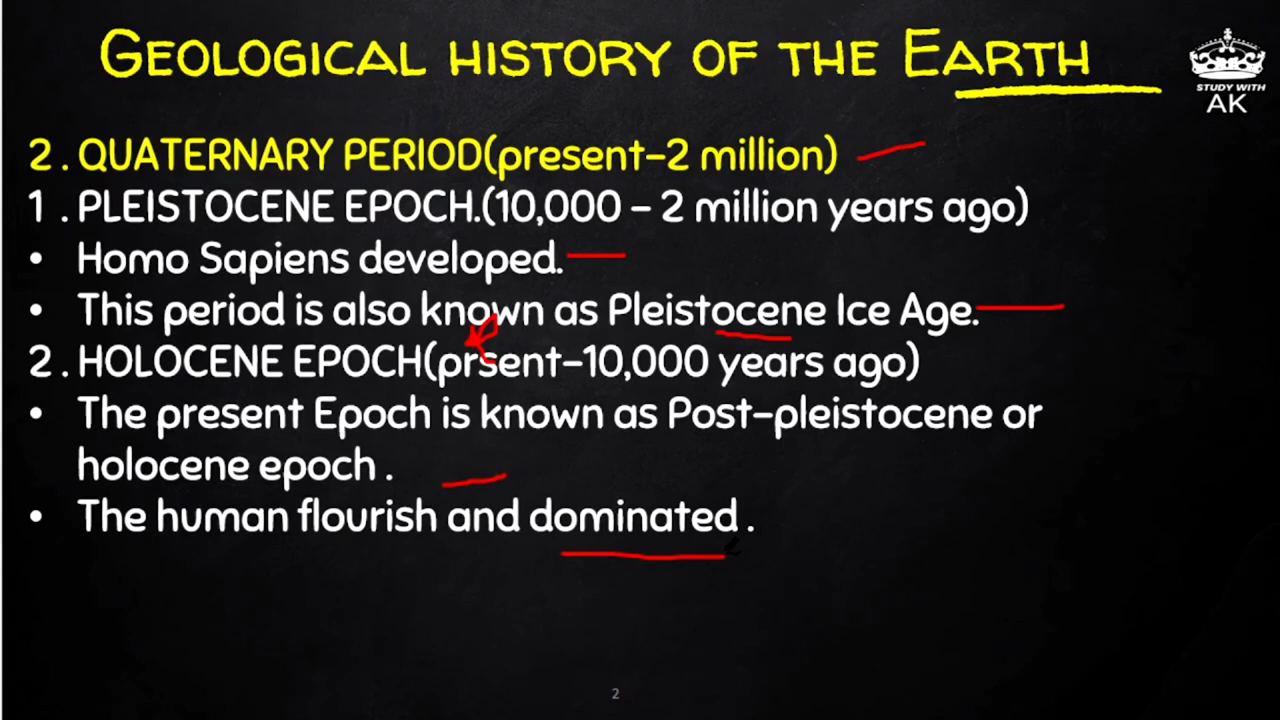 GEOLOGICAL HISTORY OF THE EARTH
STUDY WITH
AK
2 . QUATERNARY PERIOD(present-2 million)
1 . PLEISTOCENE EPOCH.(10,000 - 2 million years ago)
• Homo Sapiens developed.
• This period is also known as Pleistocene Ice Age.
2 . HOLOCENE EPOCH(prsent-10,000 years ago)
• The present Epoch is known as Post-pleistocene or
holocene epoch .
• The human flourish and dominated .
2